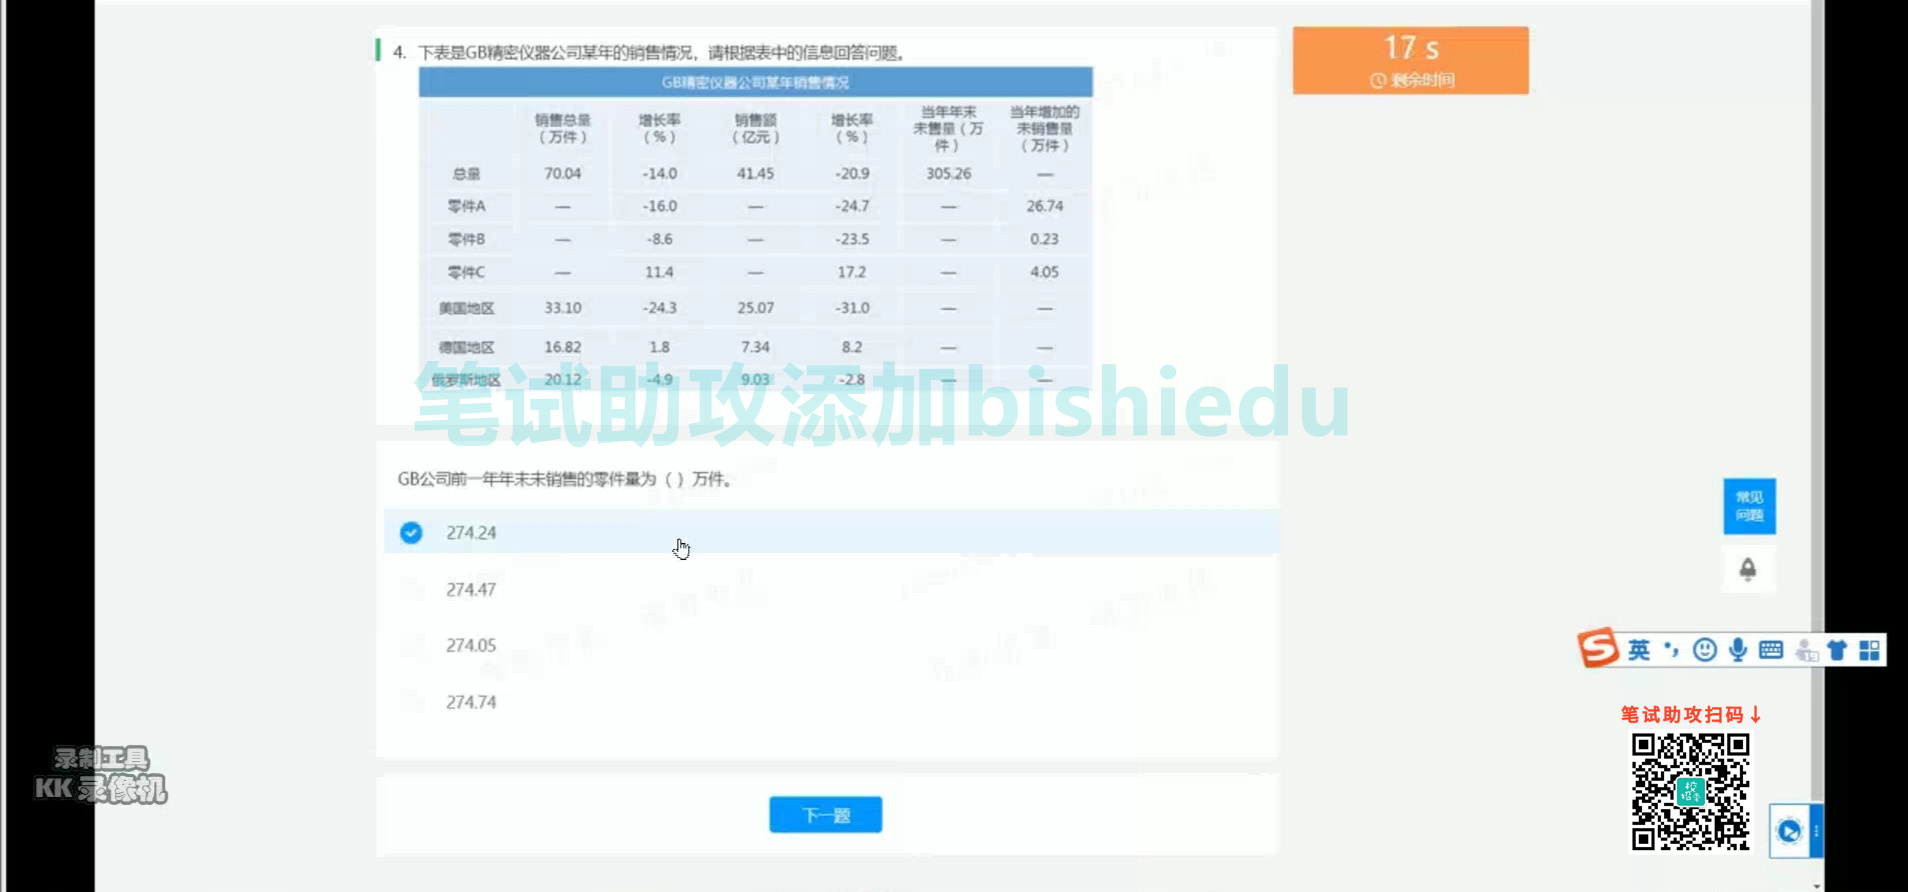 4. 下表是GB精密仪器公司某年的销售情况，请根据表中的信息回答问题。
17 s
剩余时间
GB精密仪器公司某年销售情况
销售总量（万件） 增长率（%） 销售额（亿元） 增长率（%） 当年年末未售量（万件） 当年增加的未销售量（万件）
总量 70.04 -14.0 41.45 -20.9 305.26 —
零件A — -16.0 — -24.7 — 26.74
零件B — -8.6 — -23.5 — 0.23
零件C — 11.4 — 17.2 — 4.05
美国地区 33.10 -24.3 25.07 -31.0 — —
德国地区 16.82 1.8 7.34 8.2 — —
俄罗斯地区 20.12 -4.9 9.03 -2.8 — —
笔试助攻添加bishiedu
GB公司前一年年末未销售的零件量为（ ）万件。
274.24
274.47
274.05
274.74
下一题
常见
问题
英
笔试助攻扫码↓
录制工具
KK 录像机